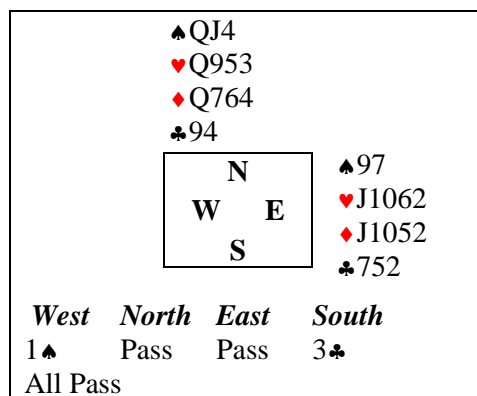 ♠QJ4
♥Q953
♦Q764
♣94
N
W E
S
♠97
♥J1062
♦J1052
♣752
West North East South
1♠ Pass Pass 3♣
All Pass